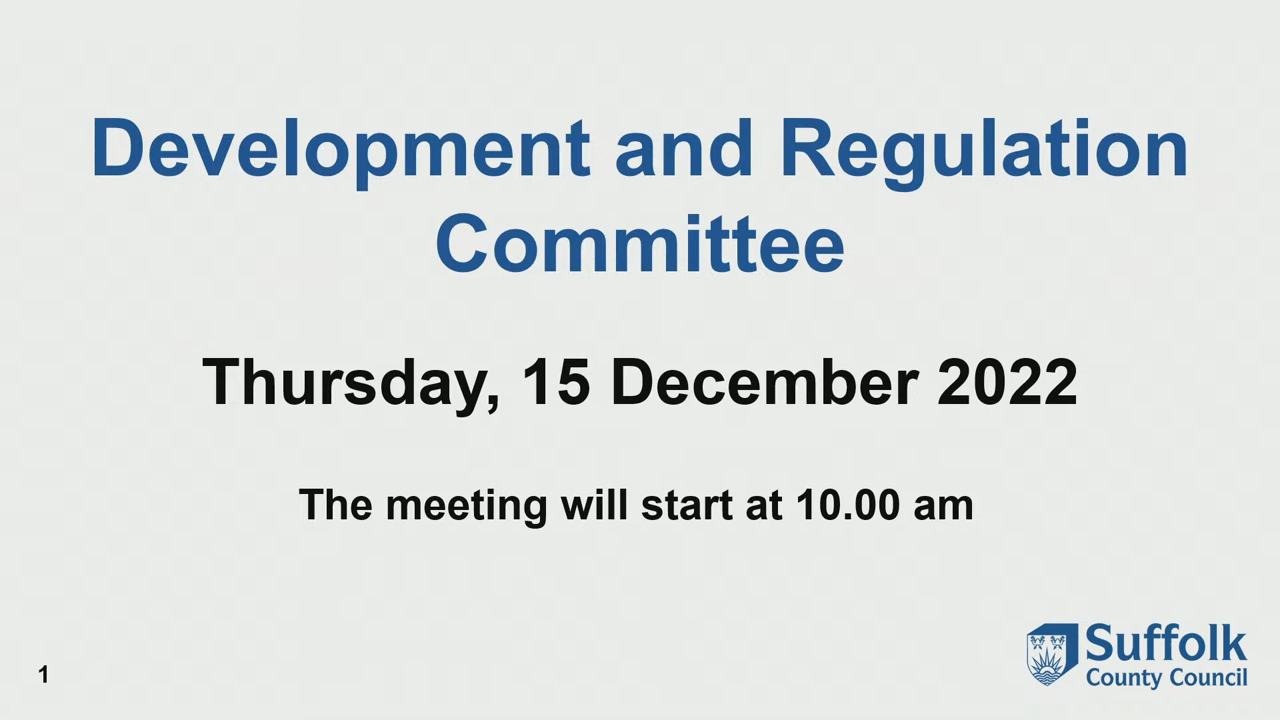 Development and Regulation
Committee
Thursday, 15 December 2022
The meeting will start at 10.00 am
1
Suffolk
County Council